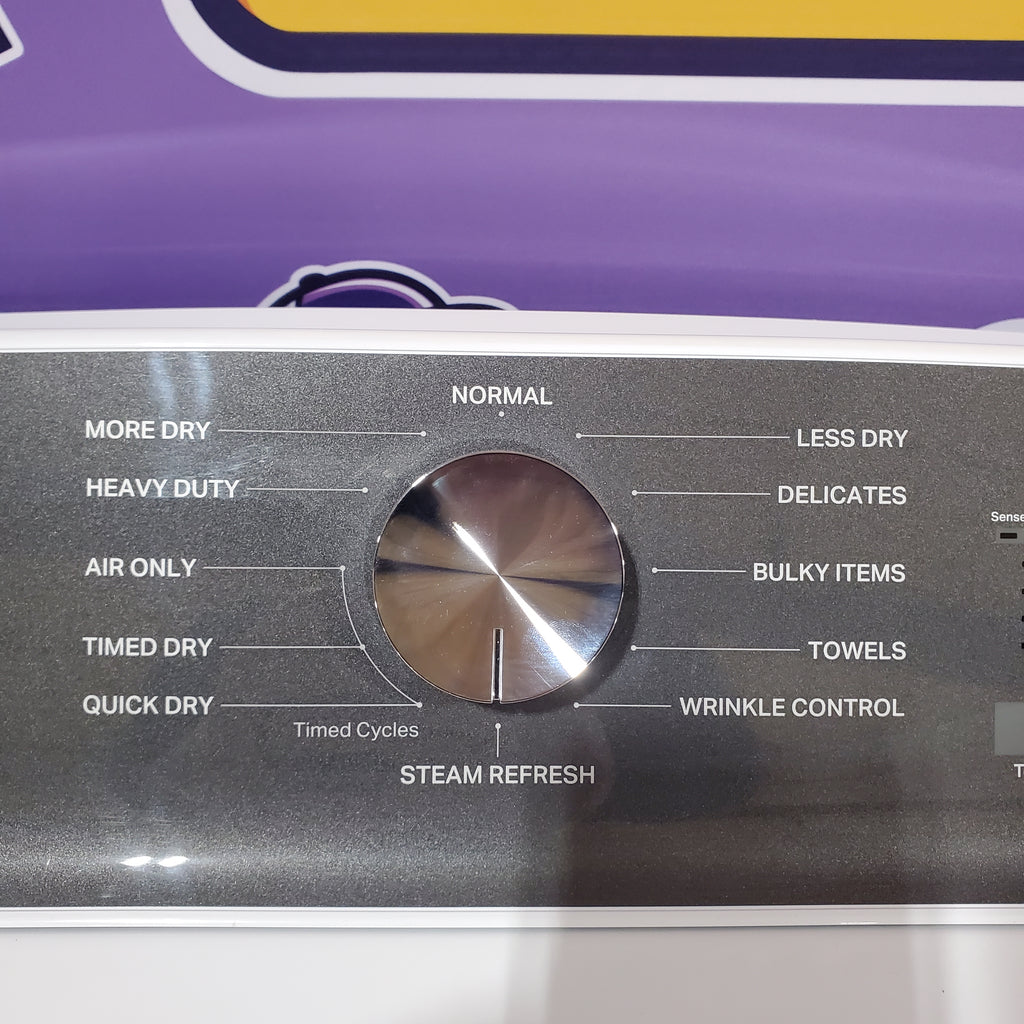 NORMAL
MORE DRY
LESS DRY
HEAVY DUTY
DELICATES
Sense
AIR ONLY
BULKY ITEMS
TIMED DRY
TOWELS
QUICK DRY
WRINKLE CONTROL
Timed Cycles
STEAM REFRESH
T